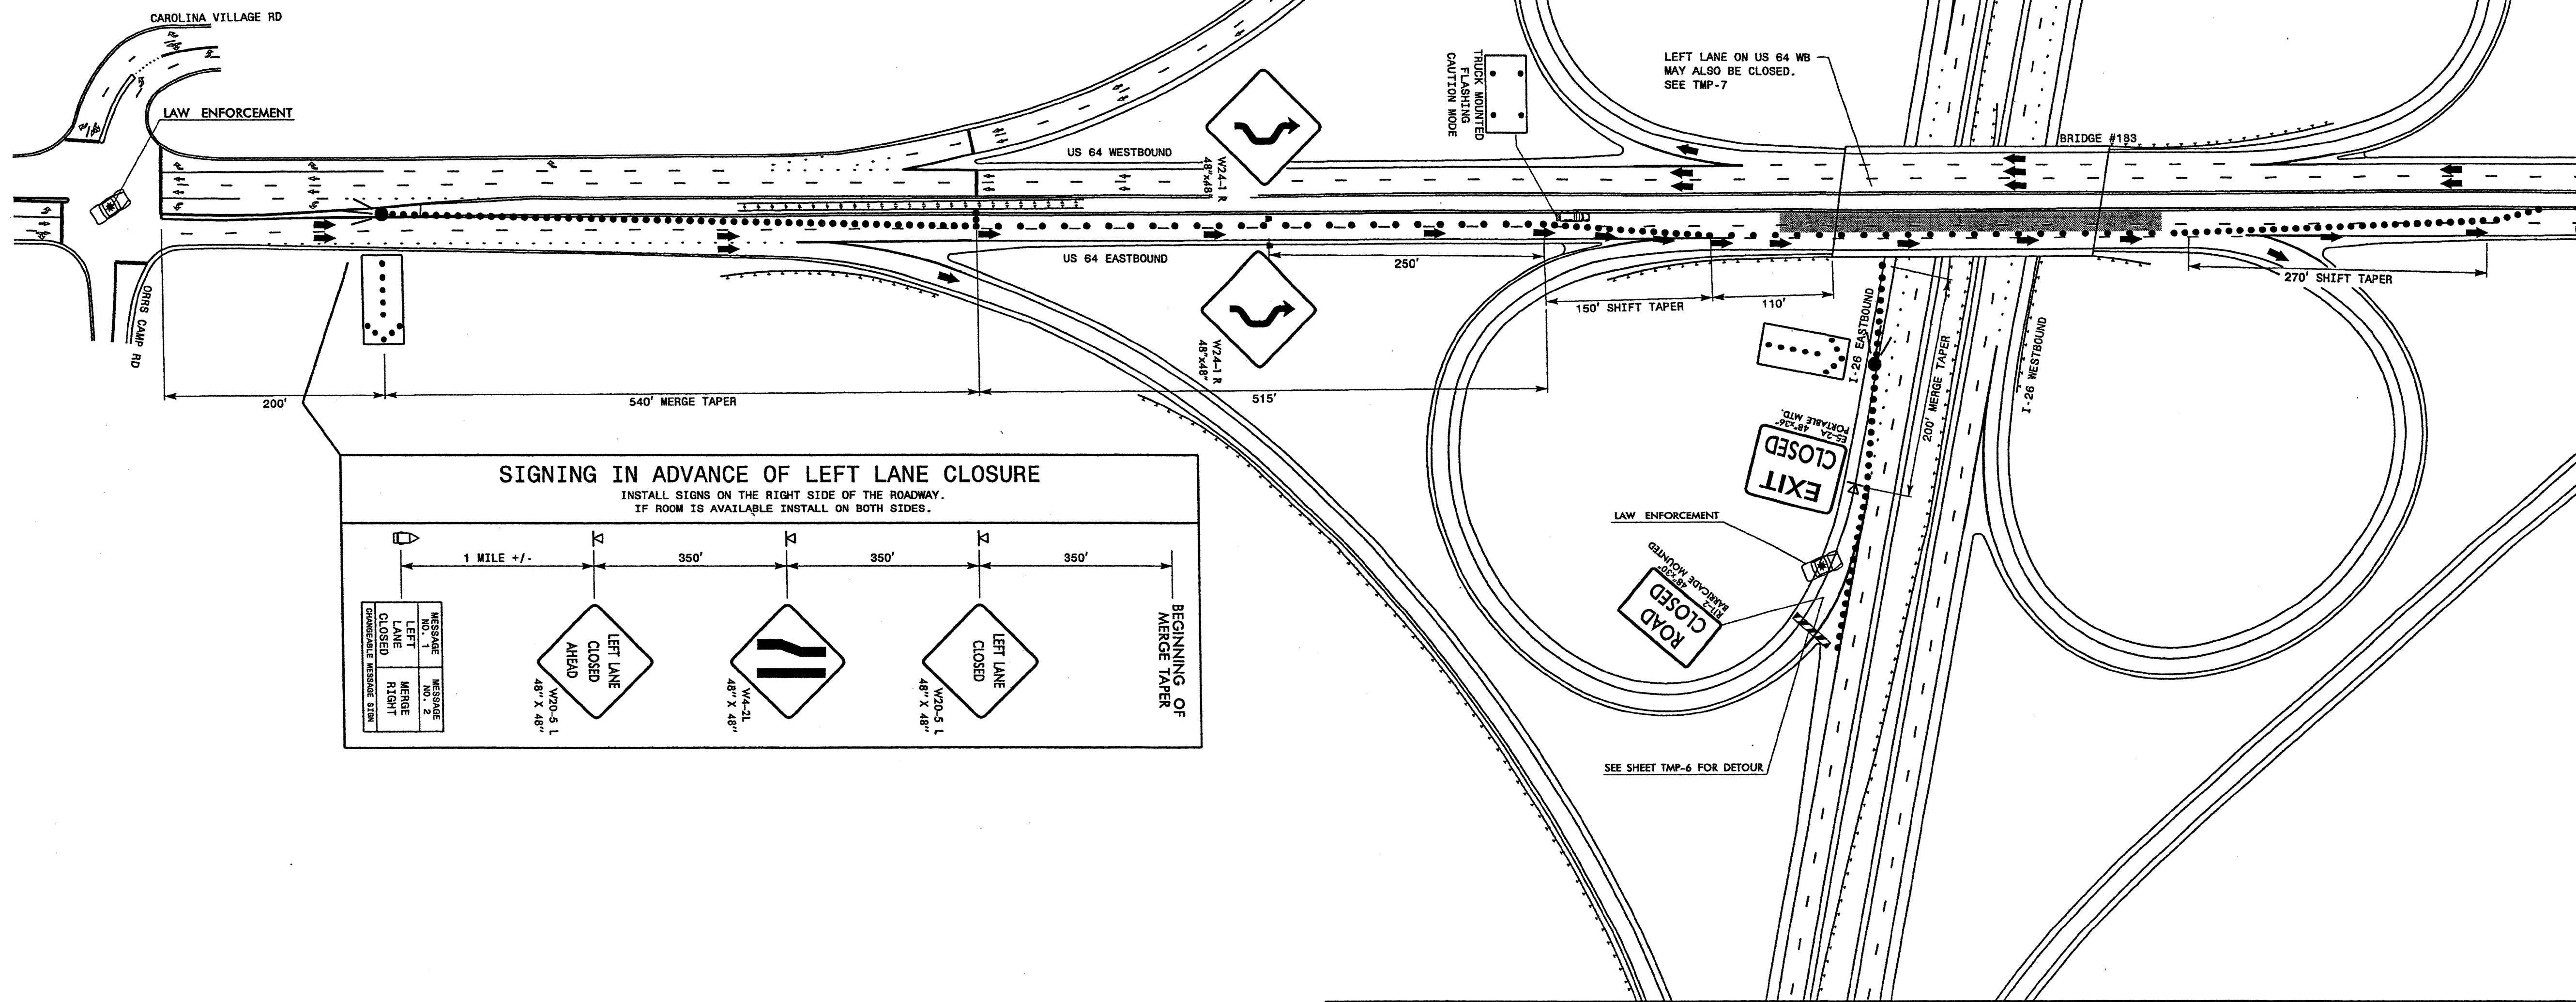 CAROLINA VILLAGE RD
LAW ENFORCEMENT
ORRS CAMP RD
US 64 WESTBOUND
US 64 EASTBOUND
W24-1 R
48"x48"
W24-1 R
48"x48"
TRUCK MOUNTED
FLASHING
CAUTION MODE
LEFT LANE ON US 64 WB
MAY ALSO BE CLOSED.
SEE TMP-7
BRIDGE #183
200'
540' MERGE TAPER
515'
250'
150' SHIFT TAPER
110'
270' SHIFT TAPER
I-26 EASTBOUND
I-26 WESTBOUND
200' MERGE TAPER
E5-2A 48"x36"
PORTABLE MTD.
EXIT
CLOSED
LAW ENFORCEMENT
R11-2
48"x30"
BARRICADE MOUNTED
ROAD
CLOSED
SEE SHEET TMP-6 FOR DETOUR
SIGNING IN ADVANCE OF LEFT LANE CLOSURE
INSTALL SIGNS ON THE RIGHT SIDE OF THE ROADWAY.
IF ROOM IS AVAILABLE INSTALL ON BOTH SIDES.
1 MILE +/-
350'
350'
350'
MESSAGE
NO. 1
LEFT
LANE
CLOSED
MESSAGE
NO. 2
MERGE
RIGHT
CHANGEABLE MESSAGE SIGN
LEFT LANE
CLOSED
AHEAD
W20-5 L
48" X 48"
W4-2L
48" X 48"
LEFT LANE
CLOSED
W20-5 L
48" X 48"
BEGINNING OF
MERGE TAPER